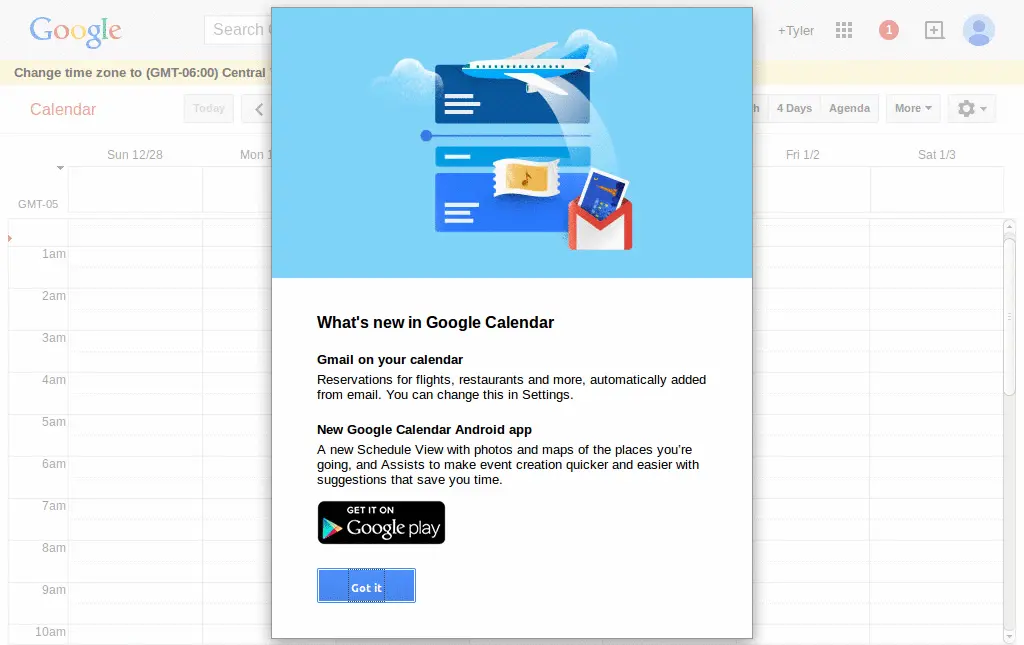 Google
Search
+Tyler
1
Change time zone to (GMT-06:00) Central
Calendar
Today
4 Days
Agenda
More
Sun 12/28
Mon
Fri 1/2
Sat 1/3
GMT-05
1am
2am
3am
4am
5am
6am
7am
8am
9am
10am
What's new in Google Calendar
Gmail on your calendar
Reservations for flights, restaurants and more, automatically added
from email. You can change this in Settings.
New Google Calendar Android app
A new Schedule View with photos and maps of the places you’re
going, and Assists to make event creation quicker and easier with
suggestions that save you time.
GET IT ON
Google play
Got it